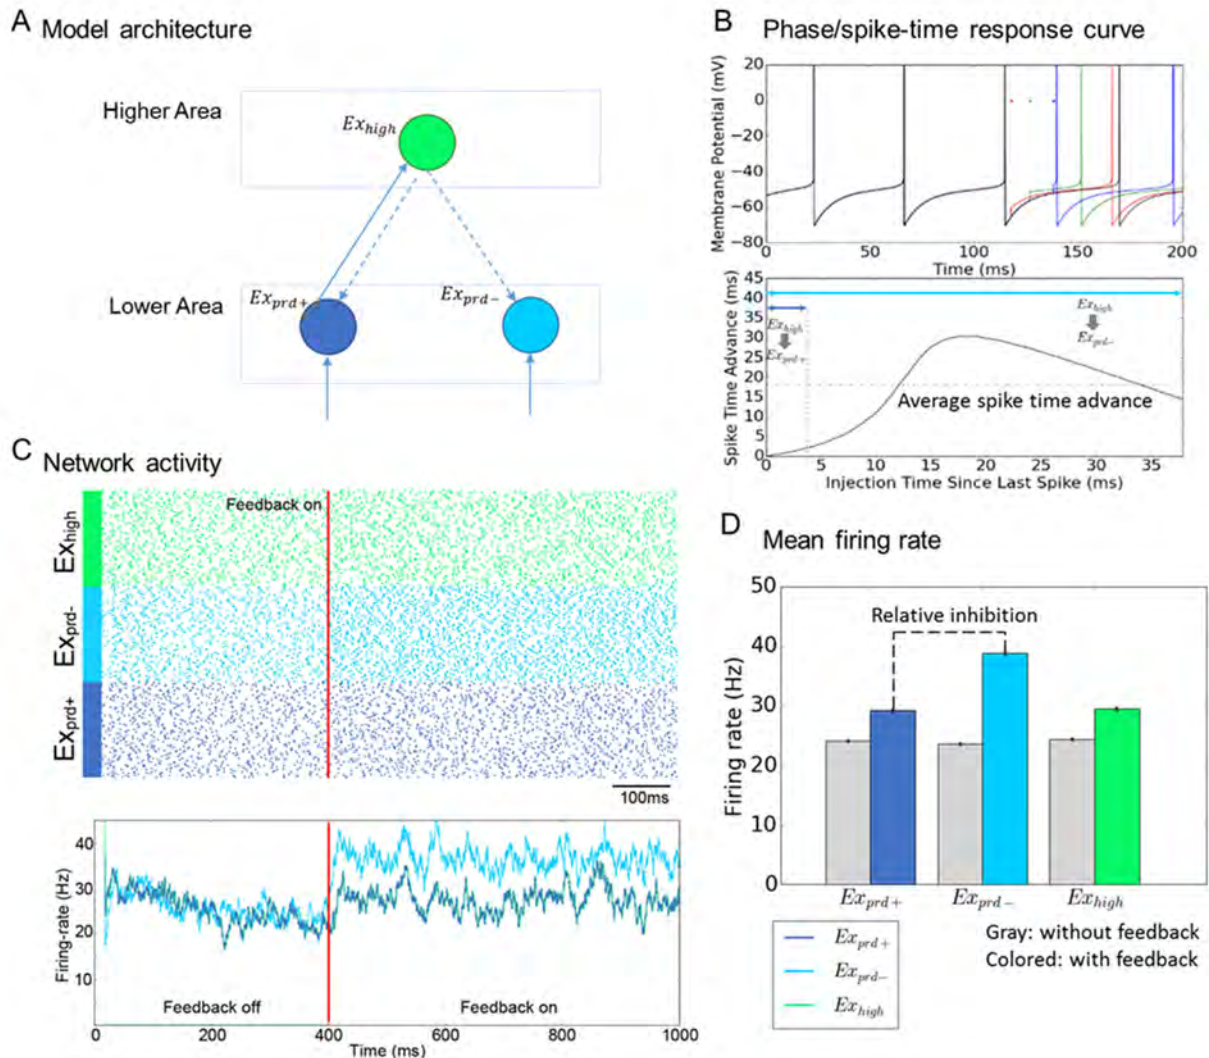 A Model architecture
Higher Area
Ex_high
Lower Area
Ex_prd+
Ex_prd−
B Phase/spike-time response curve
Membrane Potential (mV)
20
0
−20
−40
−60
−80
0 50 100 150 200
Time (ms)
Spike Time Advance (ms)
45
40
35
30
25
20
15
10
5
0
Ex_high
Ex_prd+
Ex_high
Ex_prd−
Average spike time advance
0 5 10 15 20 25 30 35
Injection Time Since Last Spike (ms)
C Network activity
Feedback on
Ex_high
Ex_prd-
Ex_prd+
100ms
Firing-rate (Hz)
40
30
20
10
Feedback off
Feedback on
0 200 400 600 800 1000
Time (ms)
D Mean firing rate
Firing rate (Hz)
50
40
30
20
10
0
Relative inhibition
Ex_prd+ Ex_prd− Ex_high
Ex_prd+
Ex_prd−
Ex_high
Gray: without feedback
Colored: with feedback